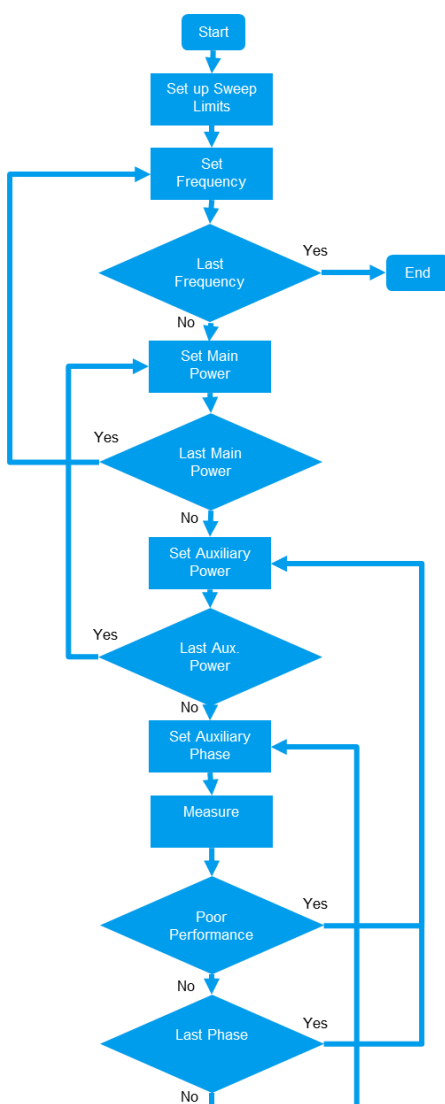 Start
Set up Sweep
Limits
Set
Frequency
Last
Frequency
Yes
End
No
Set Main
Power
Yes
Last Main
Power
No
Set Auxiliary
Power
Yes
Last Aux.
Power
No
Set Auxiliary
Phase
Measure
Poor
Performance
Yes
No
Last Phase
Yes
No